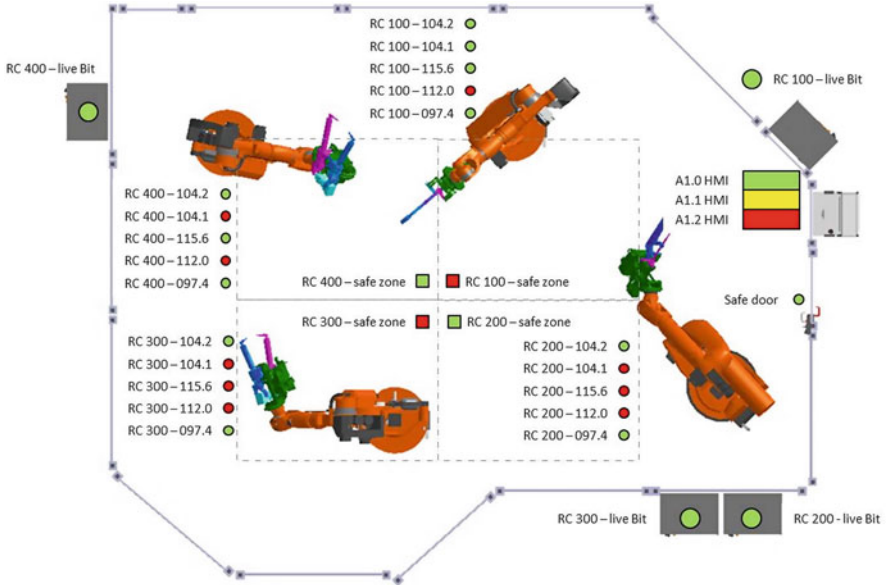 RC 100 – 104.2
RC 100 – 104.1
RC 100 – 115.6
RC 100 – 112.0
RC 100 – 097.4
RC 400 – live Bit
RC 100 – live Bit
A1.0 HMI
A1.1 HMI
A1.2 HMI
RC 400 – 104.2
RC 400 – 104.1
RC 400 – 115.6
RC 400 – 112.0
RC 400 – 097.4
RC 400 – safe zone
RC 100 – safe zone
Safe door
RC 300 – safe zone
RC 200 – safe zone
RC 300 – 104.2
RC 300 – 104.1
RC 300 – 115.6
RC 300 – 112.0
RC 300 – 097.4
RC 200 – 104.2
RC 200 – 104.1
RC 200 – 115.6
RC 200 – 112.0
RC 200 – 097.4
RC 300 – live Bit
RC 200 - live Bit